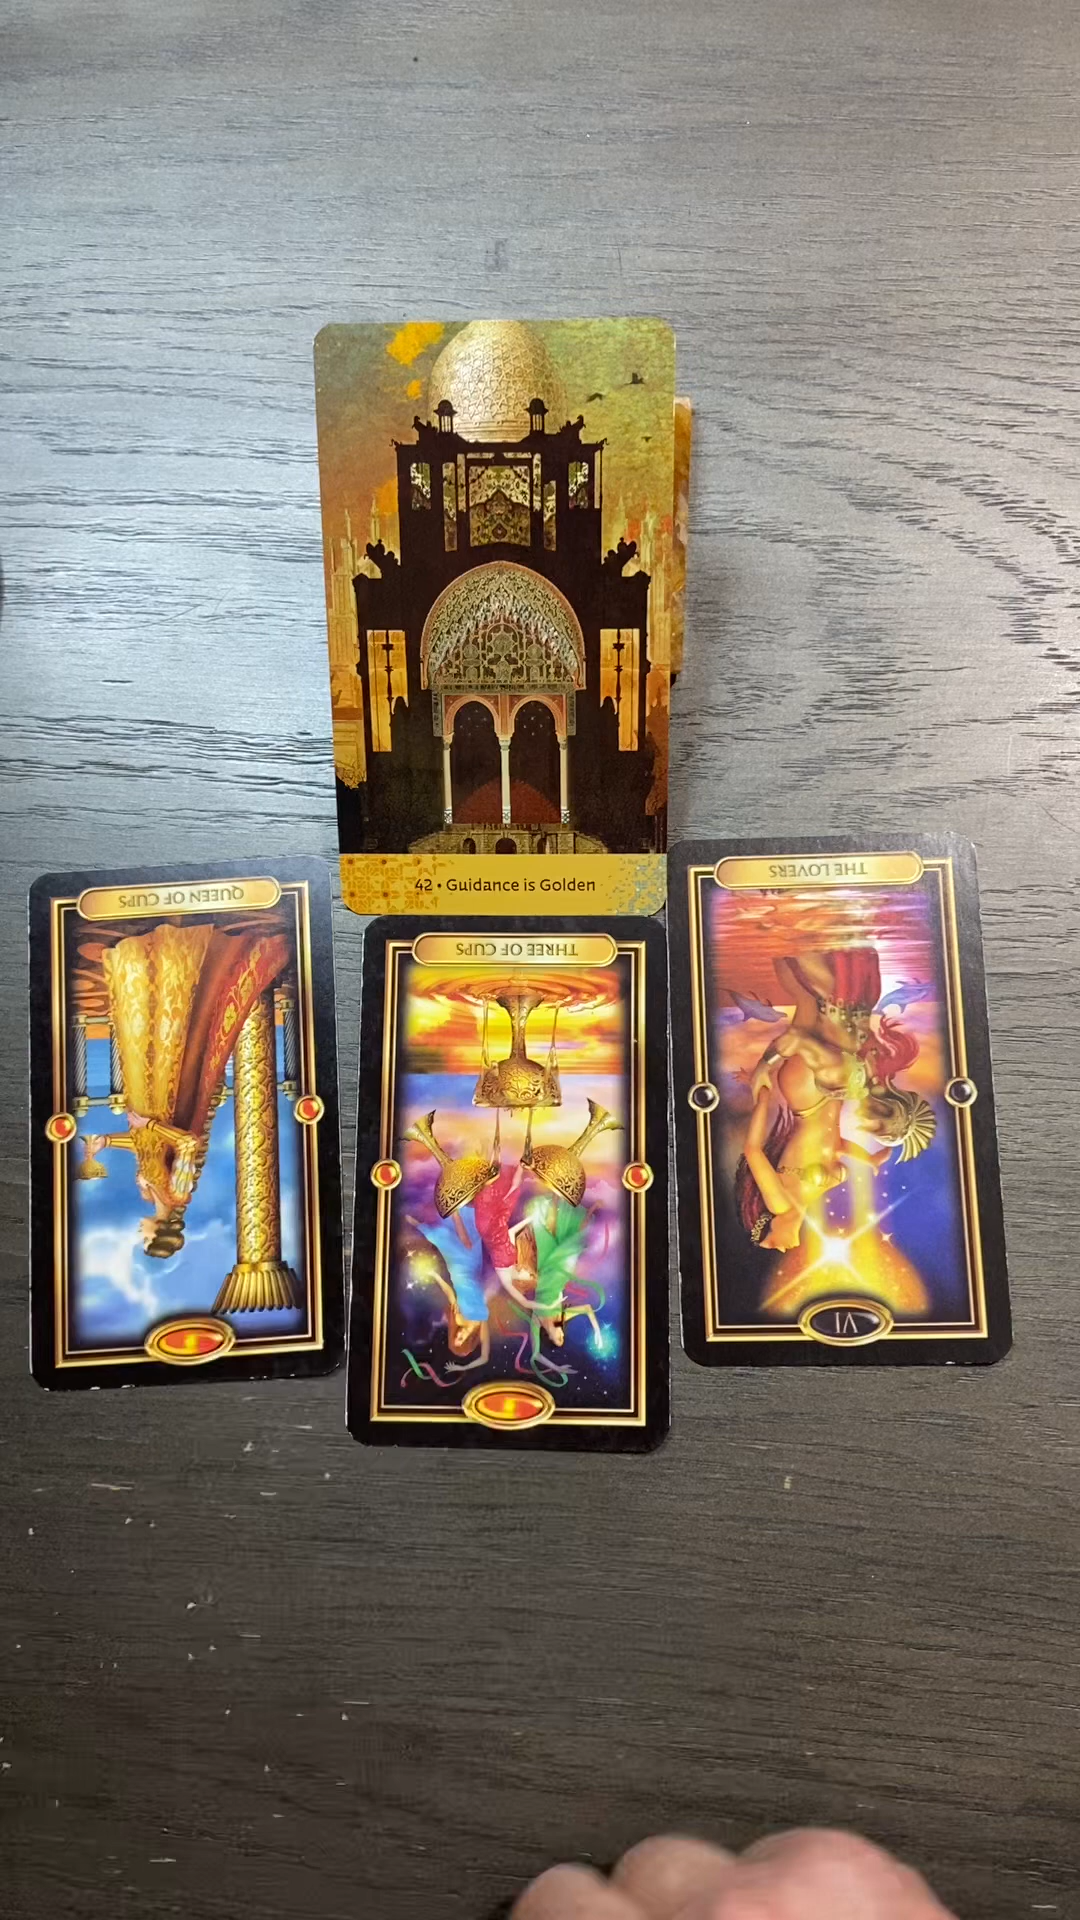 42 • Guidance is Golden
QUEEN OF CUPS
THREE OF CUPS
THE LOVERS
VI